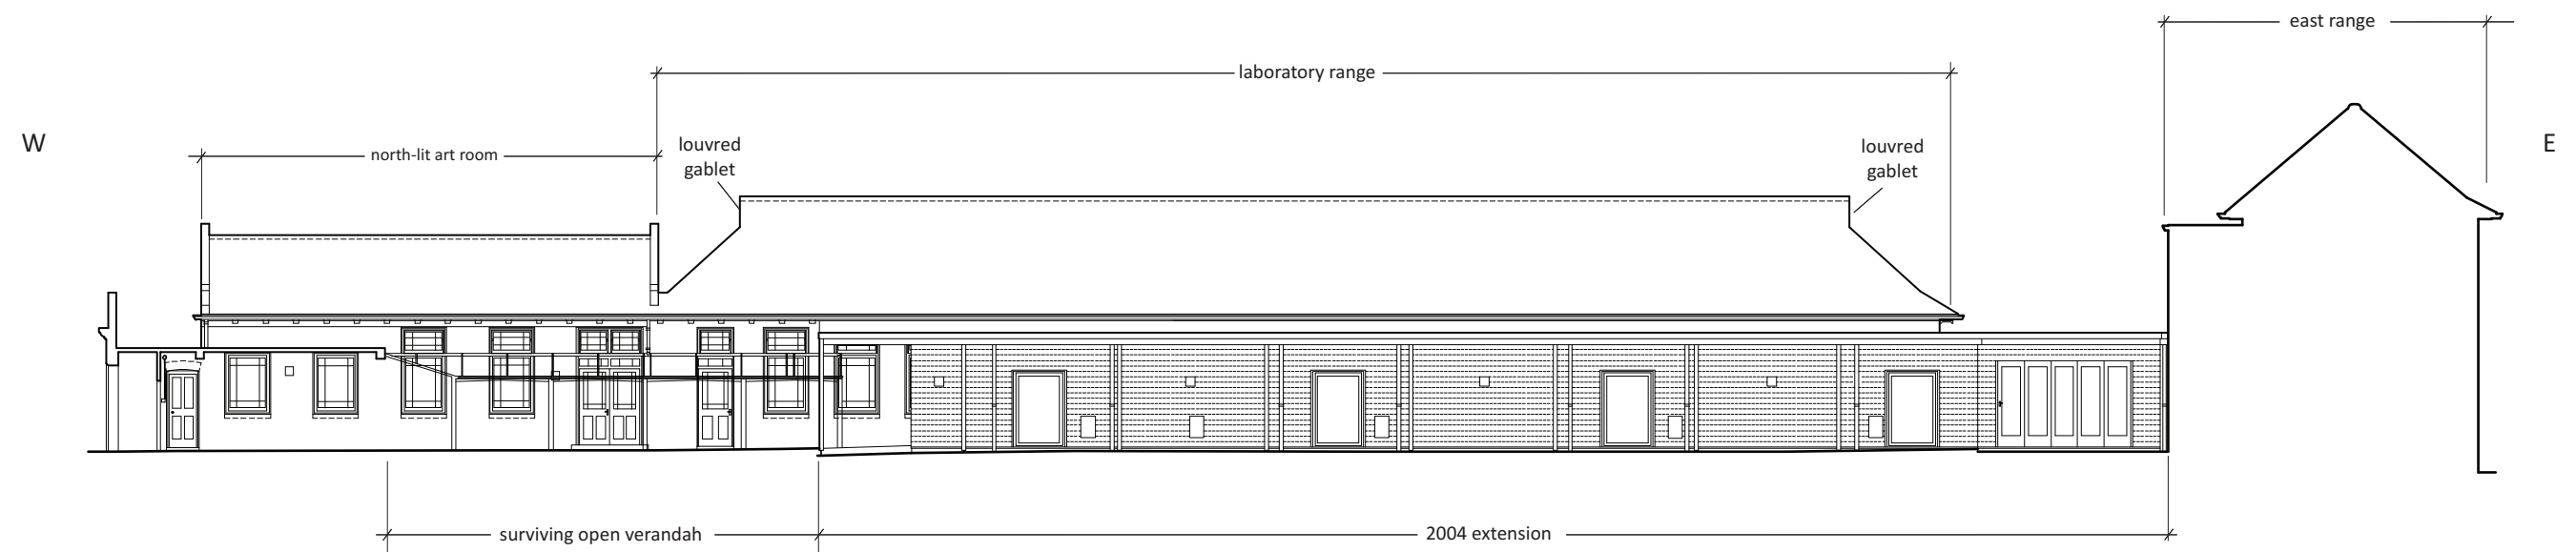 east range
laboratory range
W
louvred
gablet
louvred
gablet
E
north-lit art room
surviving open verandah
2004 extension